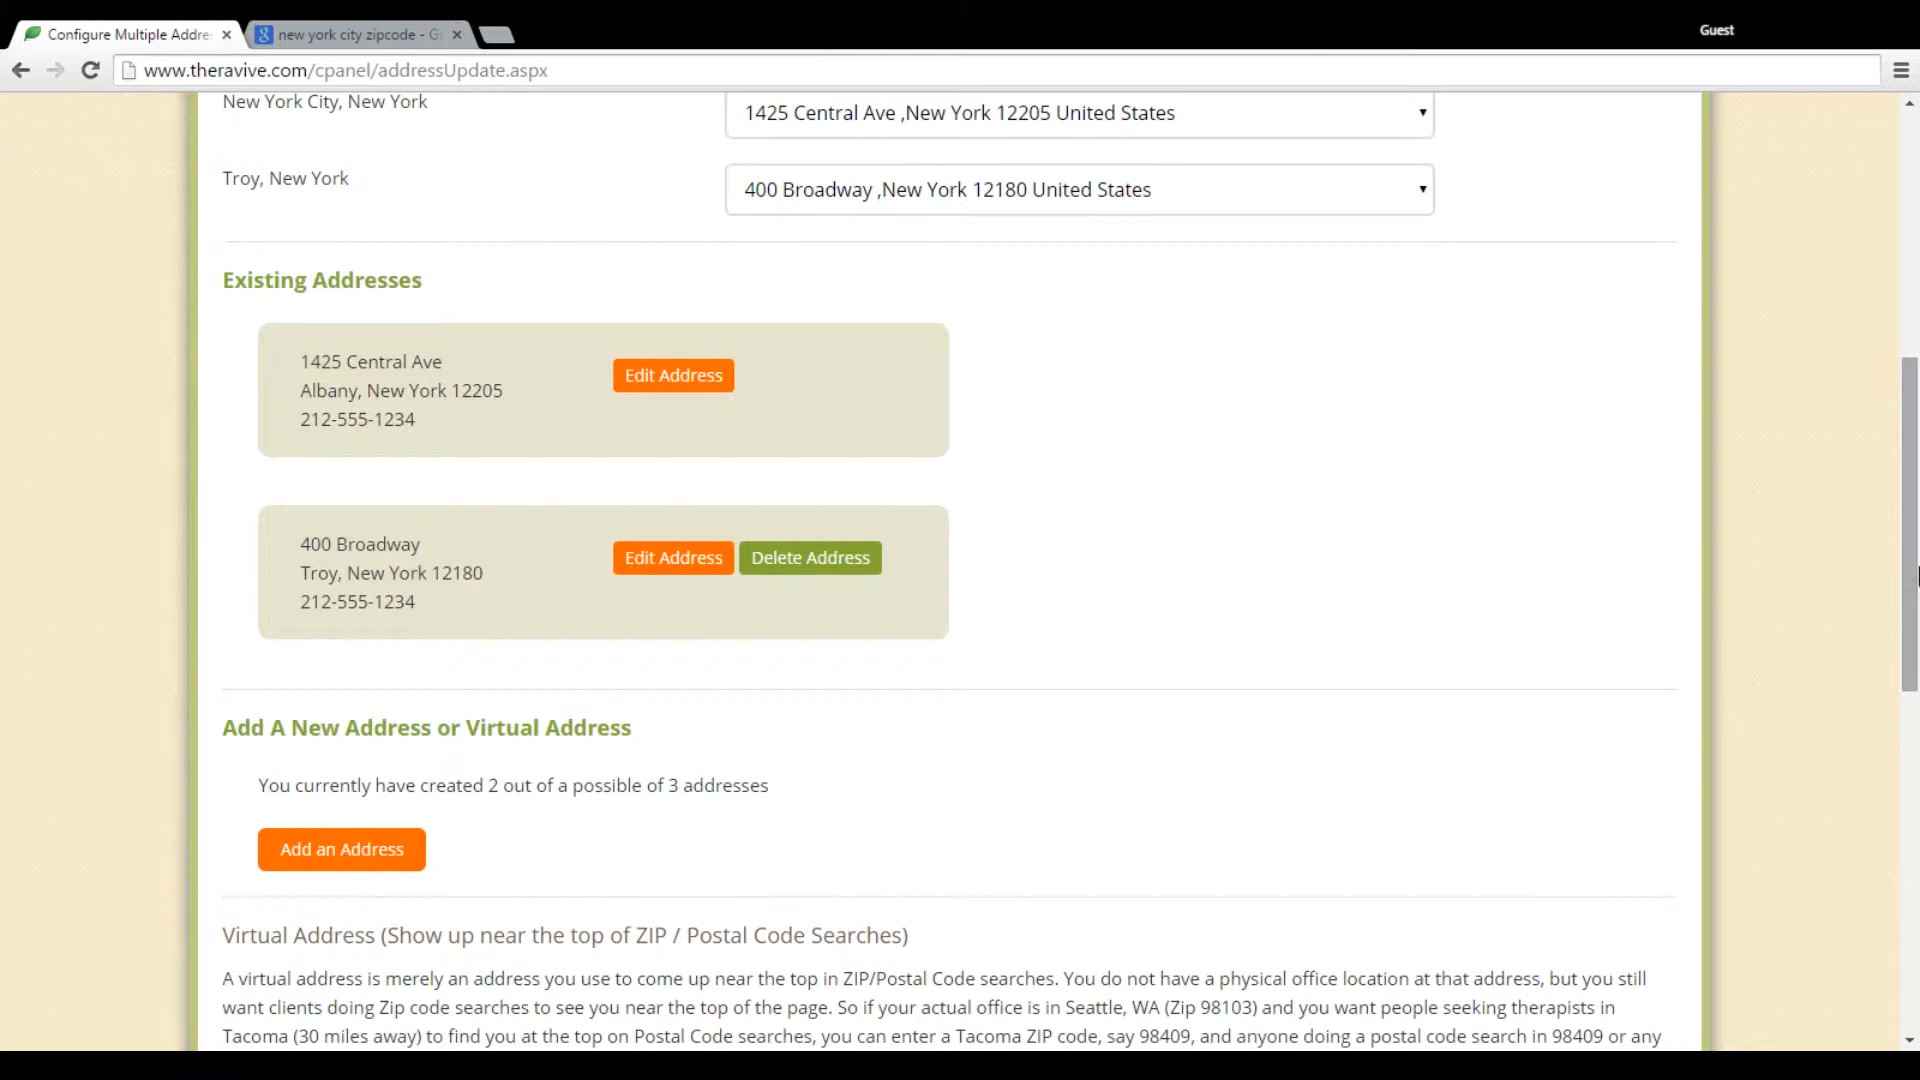 Configure Multiple Addre
new york city zipcode - G
Guest
www.theravive.com/cpanel/addressUpdate.aspx
New York City, New York
1425 Central Ave ,New York 12205 United States
Troy, New York
400 Broadway ,New York 12180 United States
Existing Addresses
1425 Central Ave
Albany, New York 12205
212-555-1234
Edit Address
400 Broadway
Troy, New York 12180
212-555-1234
Edit Address
Delete Address
Add A New Address or Virtual Address
You currently have created 2 out of a possible of 3 addresses
Add an Address
Virtual Address (Show up near the top of ZIP / Postal Code Searches)
A virtual address is merely an address you use to come up near the top in ZIP/Postal Code searches. You do not have a physical office location at that address, but you still
want clients doing Zip code searches to see you near the top of the page. So if your actual office is in Seattle, WA (Zip 98103) and you want people seeking therapists in
Tacoma (30 miles away) to find you at the top on Postal Code searches, you can enter a Tacoma ZIP code, say 98409, and anyone doing a postal code search in 98409 or any